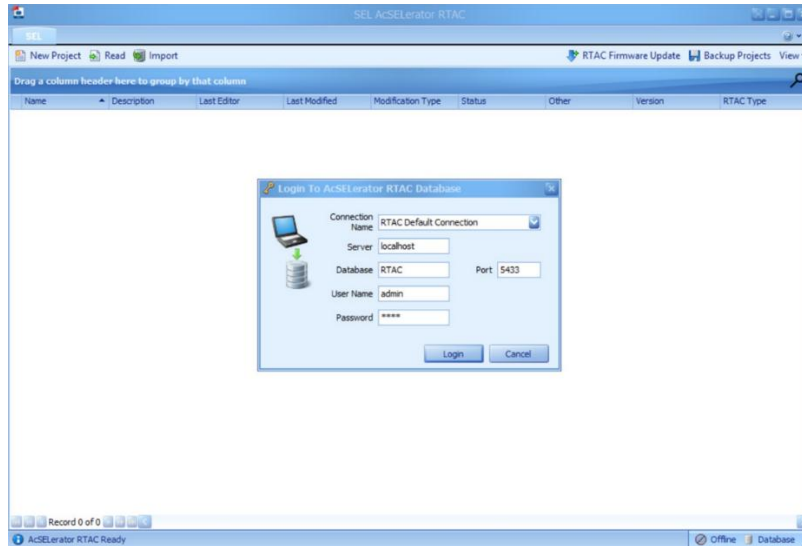 SEL AcSELerator RTAC
SEL
New Project Read Import RTAC Firmware Update Backup Projects View
Drag a column header here to group by that column
Name Description Last Editor Last Modified Modification Type Status Other Version RTAC Type
Login To AcSELerator RTAC Database
Connection Name RTAC Default Connection
Server localhost
Database RTAC Port 5433
User Name admin
Password ****
Login Cancel
Record 0 of 0
AcSELerator RTAC Ready Offline Database